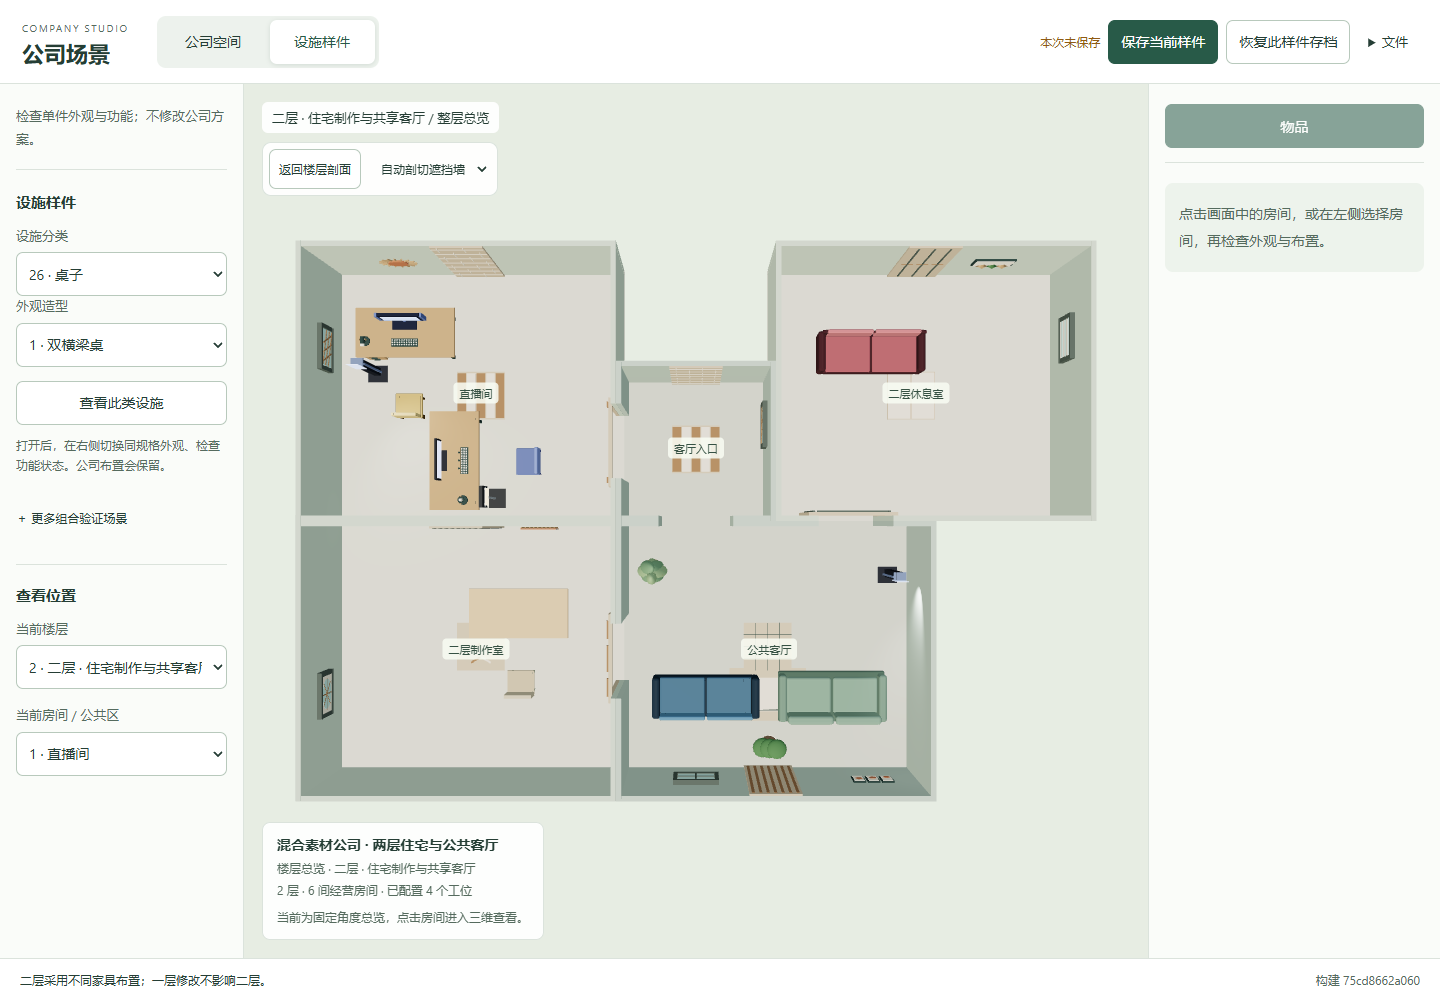 COMPANY STUDIO
公司场景
公司空间
设施样件
本次未保存
保存当前样件
恢复此样件存档
▶ 文件
检查单件外观与功能；不修改公司方
案。
设施样件
设施分类
26 · 桌子
外观造型
1 · 双横梁桌
查看此类设施
打开后，在右侧切换同规格外观、检查
功能状态。公司布置会保留。
+ 更多组合验证场景
查看位置
当前楼层
2 · 二层 · 住宅制作与共享客厅
当前房间 / 公共区
1 · 直播间
二层 · 住宅制作与共享客厅 / 整层总览
返回楼层剖面
自动剖切遮挡墙
直播间
二层休息室
客厅入口
二层制作室
公共客厅
混合素材公司 · 两层住宅与公共客厅
楼层总览 · 二层 · 住宅制作与共享客厅
2 层 · 6 间经营房间 · 已配置 4 个工位
当前为固定角度总览，点击房间进入三维查看。
物品
点击画面中的房间，或在左侧选择房
间，再检查外观与布置。
二层采用不同家具布置；一层修改不影响二层。
构建 75cd8662a060